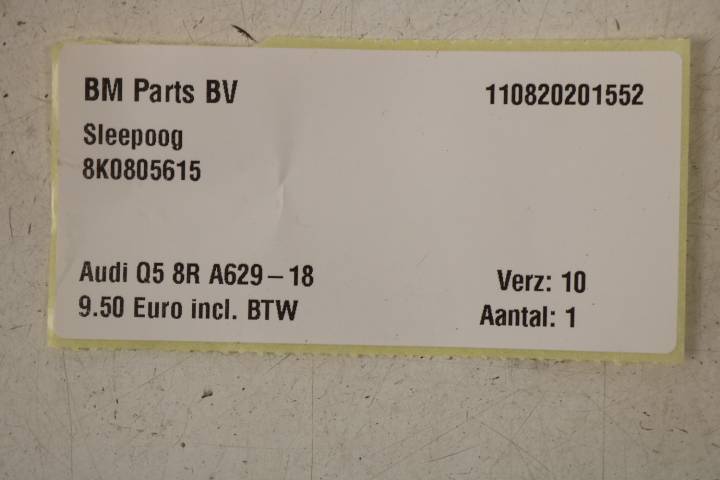 BM Parts BV
110820201552
Sleepoog
8K0805615
Audi Q5 8R A629-18
Verz: 10
9.50 Euro incl. BTW
Aantal: 1